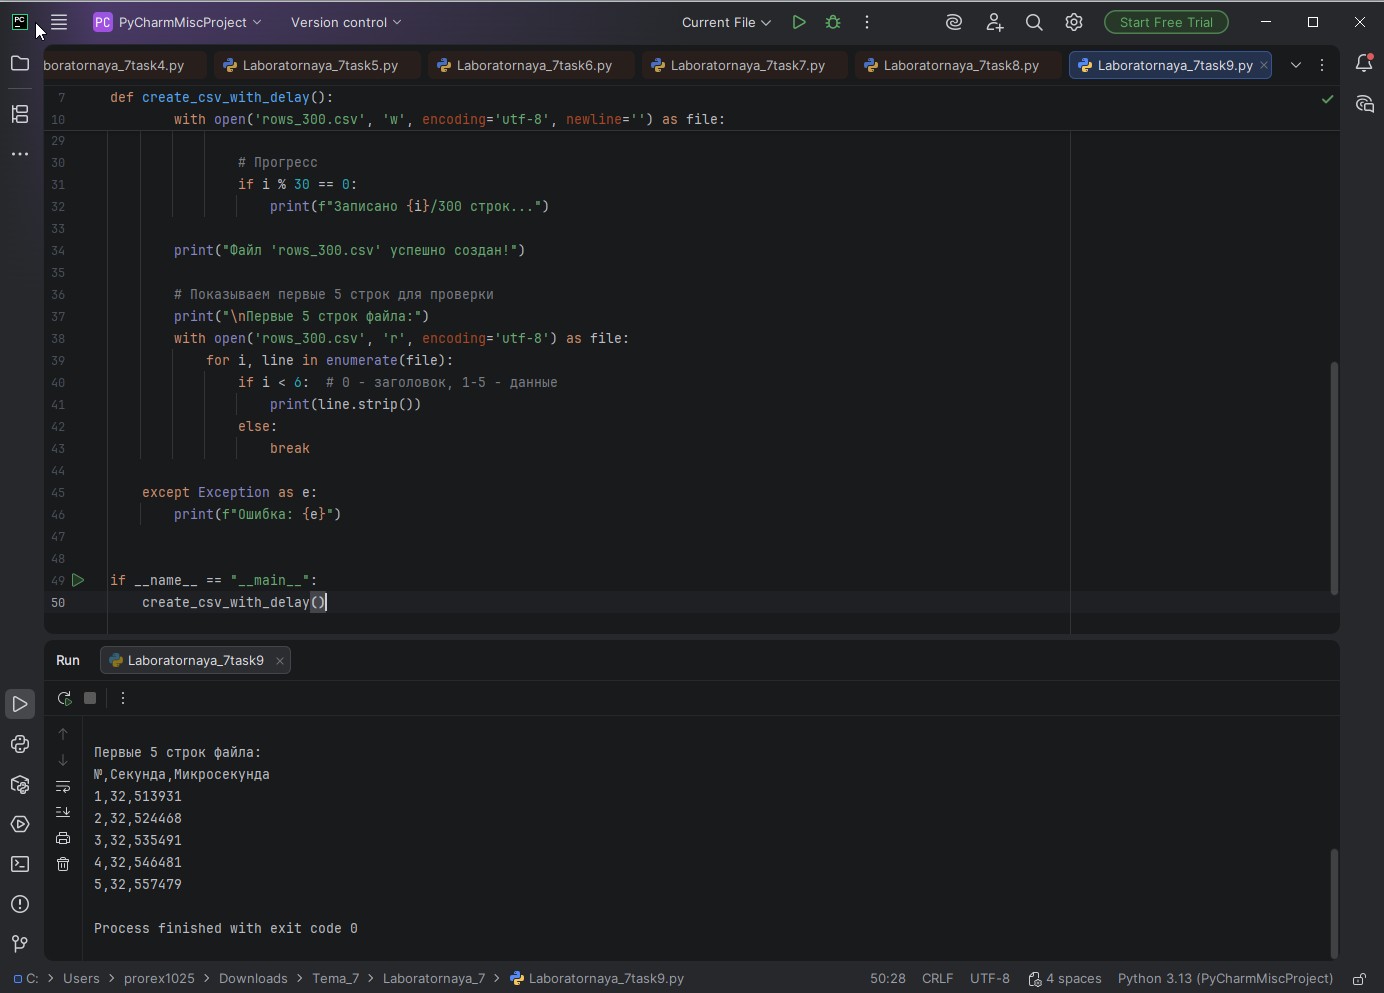 PC PC PyCharmMiscProject Version control Current File Start Free Trial
boratornaya_7task4.py Laboratornaya_7task5.py Laboratornaya_7task6.py Laboratornaya_7task7.py Laboratornaya_7task8.py Laboratornaya_7task9.py
7 def create_csv_with_delay():
10 with open('rows_300.csv', 'w', encoding='utf-8', newline='') as file:
29
30 # Прогресс
31 if i % 30 == 0:
32 print(f"Записано {i}/300 строк...")
33
34 print("Файл 'rows_300.csv' успешно создан!")
35
36 # Показываем первые 5 строк для проверки
37 print("\nПервые 5 строк файла:")
38 with open('rows_300.csv', 'r', encoding='utf-8') as file:
39 for i, line in enumerate(file):
40 if i < 6: # 0 - заголовок, 1-5 - данные
41 print(line.strip())
42 else:
43 break
44
45 except Exception as e:
46 print(f"Ошибка: {e}")
47
48
49 if __name__ == "__main__":
50 create_csv_with_delay()
Run Laboratornaya_7task9
Первые 5 строк файла:
№,Секунда,Микросекунда
1,32,513931
2,32,524468
3,32,535491
4,32,546481
5,32,557479
Process finished with exit code 0
C: > Users > prorex1025 > Downloads > Tema_7 > Laboratornaya_7 > Laboratornaya_7task9.py 50:28 CRLF UTF-8 4 spaces Python 3.13 (PyCharmMiscProject)